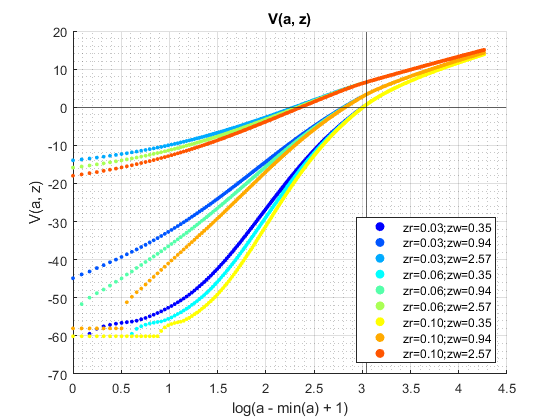 V(a, z)
20
10
0
-10
-20
-30
-40
-50
-60
-70
V(a, z)
zr=0.03;zw=0.35
zr=0.03;zw=0.94
zr=0.03;zw=2.57
zr=0.06;zw=0.35
zr=0.06;zw=0.94
zr=0.06;zw=2.57
zr=0.10;zw=0.35
zr=0.10;zw=0.94
zr=0.10;zw=2.57
0 0.5 1 1.5 2 2.5 3 3.5 4 4.5
log(a - min(a) + 1)